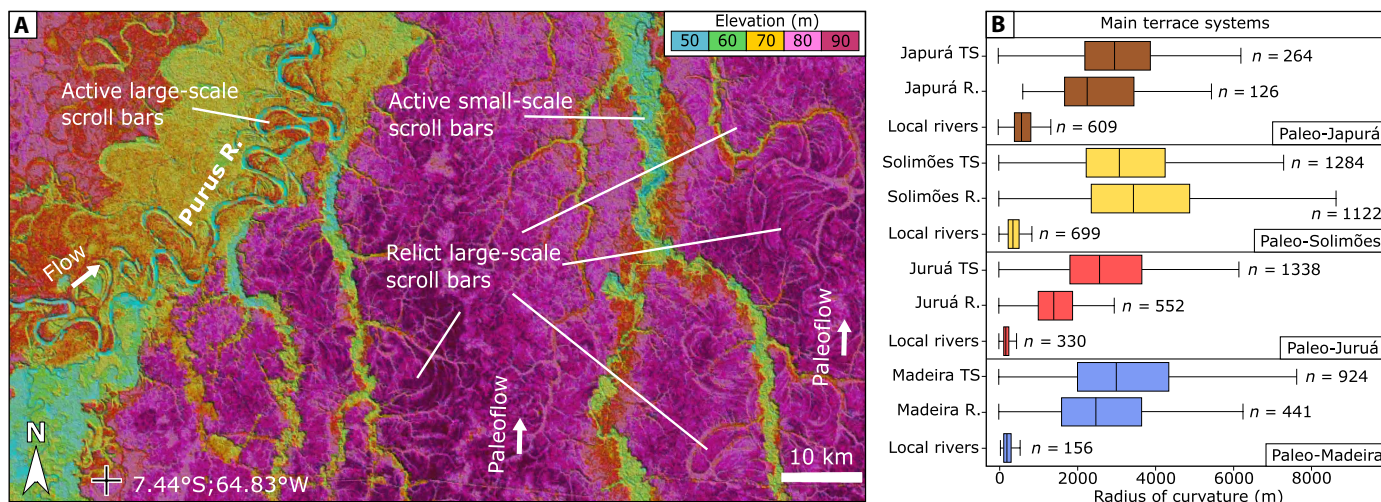 A
Elevation (m)
50 60 70 80 90
Active large-scale
scroll bars
Active small-scale
scroll bars
Purus R.
Flow
Relict large-scale
scroll bars
Paleoflow
Paleoflow
N
7.44°S;64.83°W
10 km
B
Main terrace systems
Japurá TS
n = 264
Japurá R.
n = 126
Local rivers
n = 609
Paleo-Japurá
Solimões TS
n = 1284
Solimões R.
n =
1122
Local rivers
n = 699
Paleo-Solimões
Juruá TS
n = 1338
Juruá R.
n = 552
Local rivers
n = 330
Paleo-Juruá
Madeira TS
n = 924
Madeira R.
n = 441
Local rivers
n = 156
Paleo-Madeira
0 2000 4000 6000 8000
Radius of curvature (m)